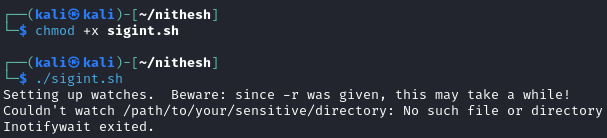 ┌──(kali㉿kali)-[~/nithesh]
└─$ chmod +x sigint.sh
┌──(kali㉿kali)-[~/nithesh]
└─$ ./sigint.sh
Setting up watches.  Beware: since -r was given, this may take a while!
Couldn't watch /path/to/your/sensitive/directory: No such file or directory
Inotifywait exited.